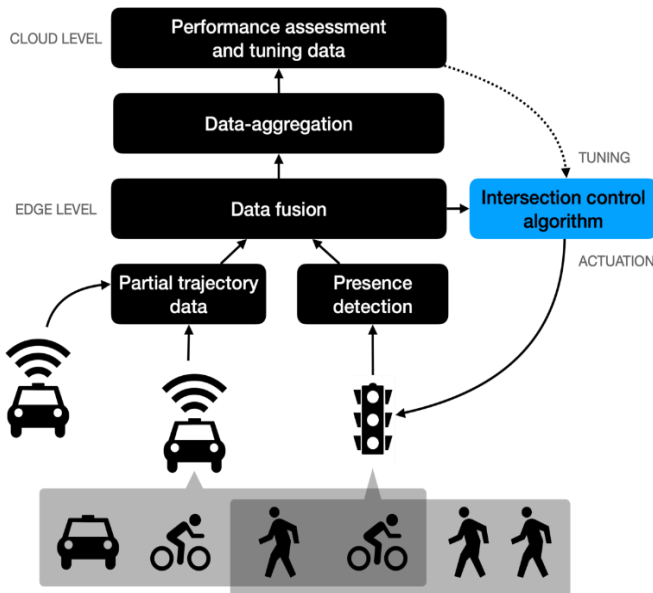 CLOUD LEVEL
Performance assessment
and tuning data
Data-aggregation
TUNING
EDGE LEVEL
Data fusion
Intersection control
algorithm
ACTUATION
Partial trajectory
data
Presence
detection